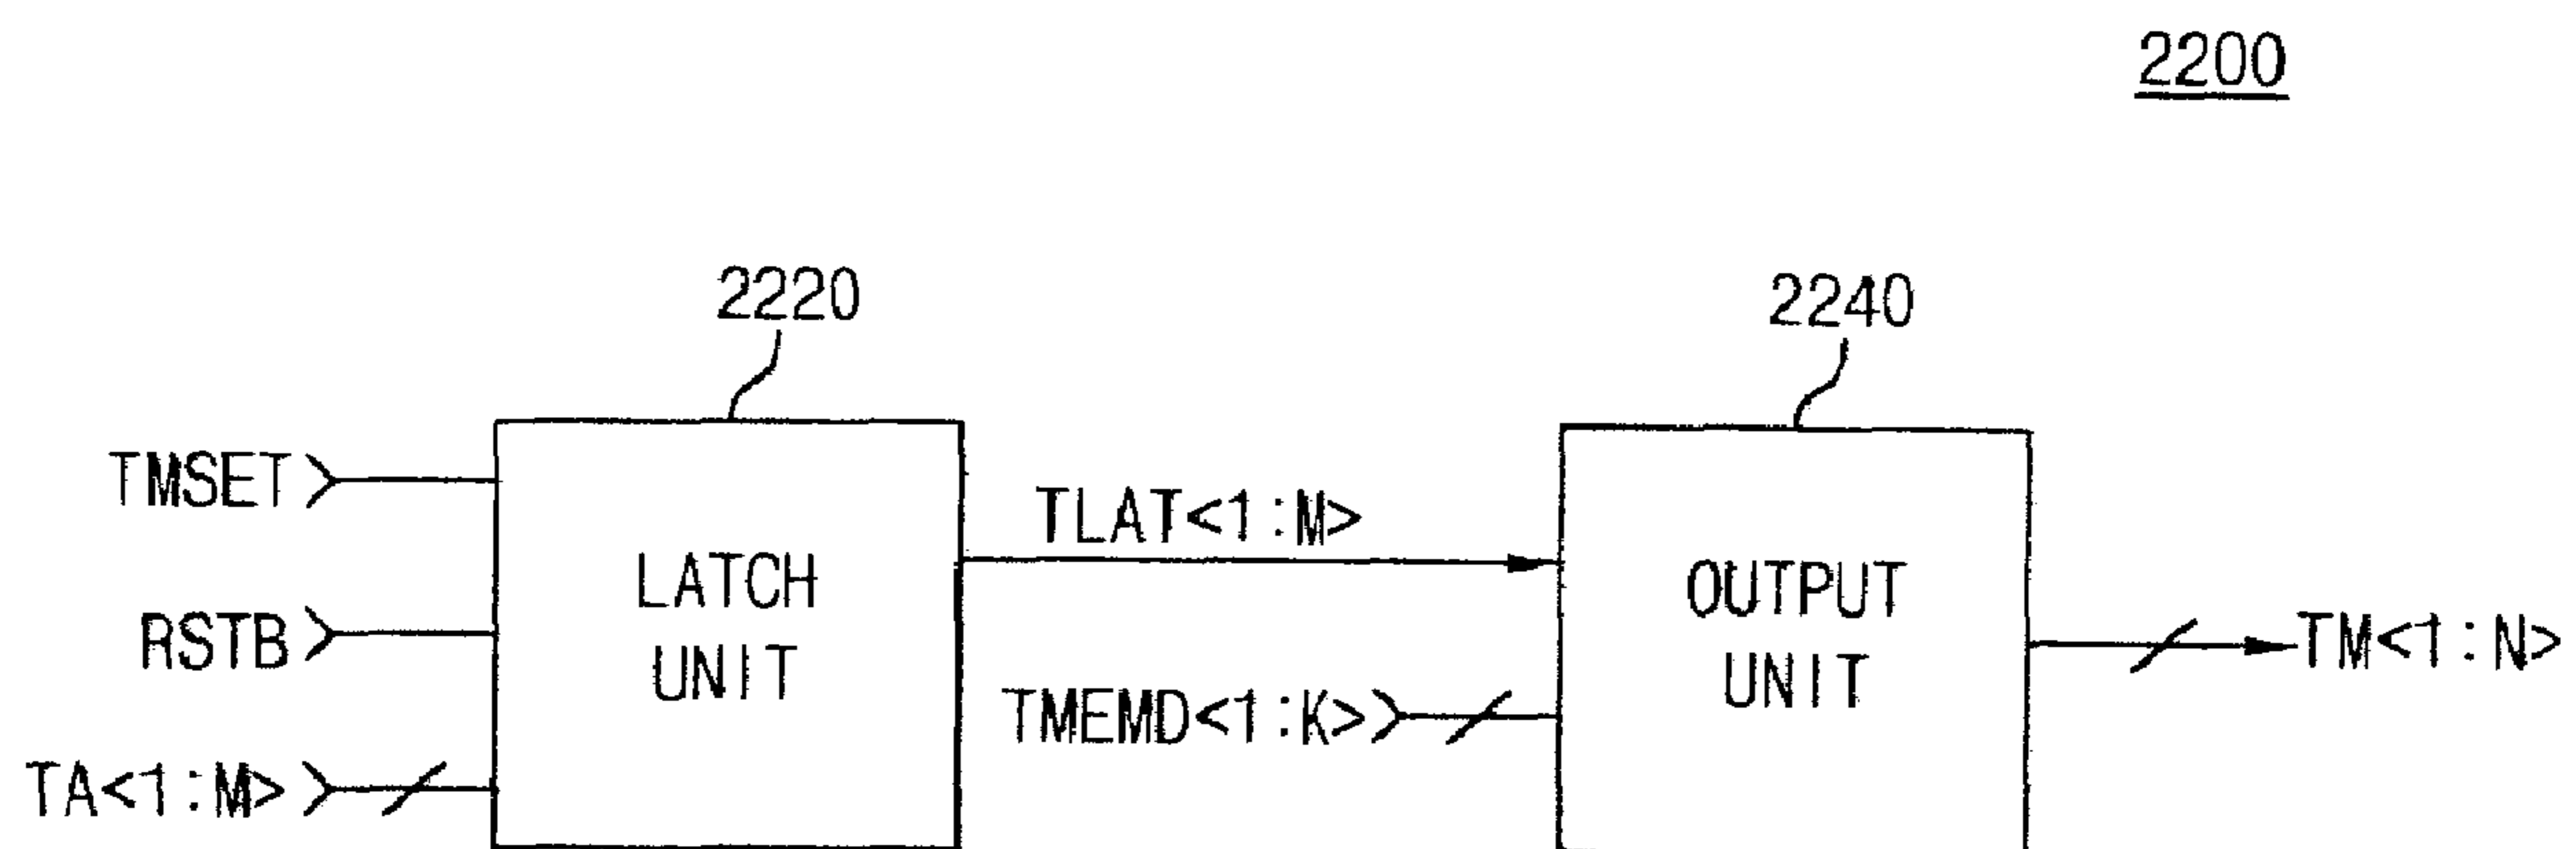 2200
2220
2240
TMSET
RSTB
TA<1:M>
LATCH
UNIT
TLAT<1:M>
TMEMD<1:K>
OUTPUT
UNIT
TM<1:N>